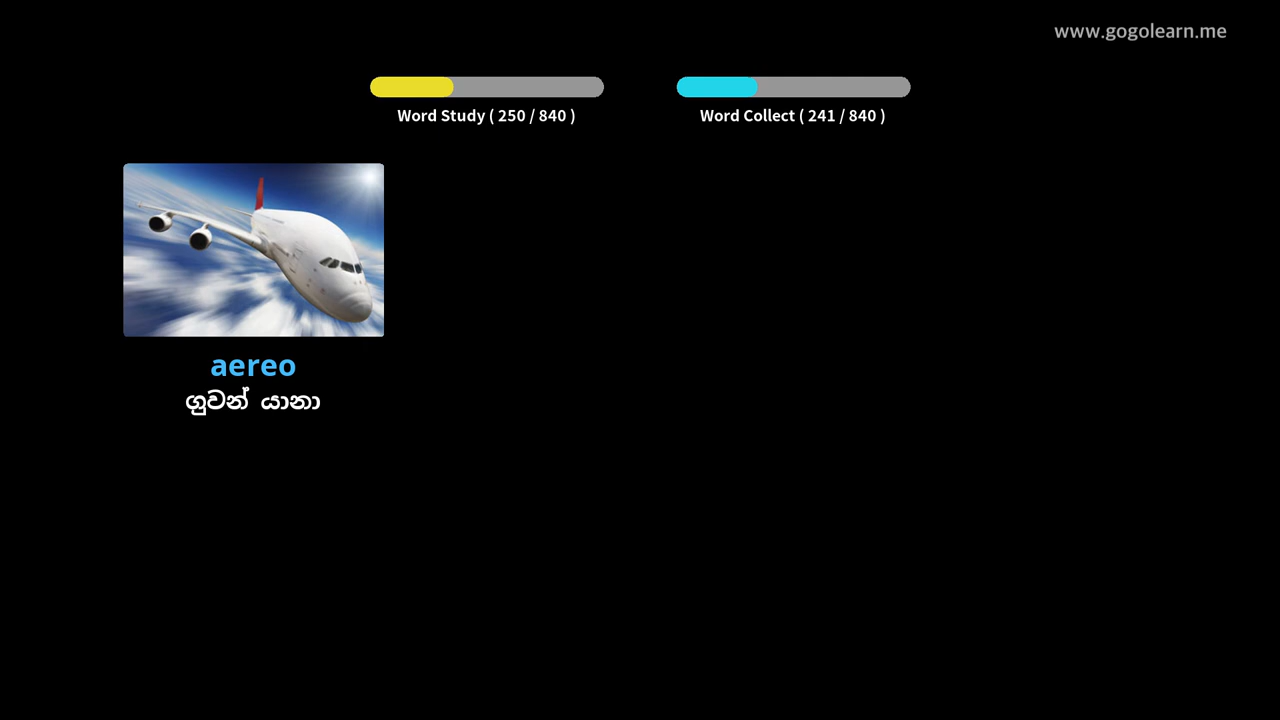 www.gogolearn.me
Word Study ( 250 / 840 )
Word Collect ( 241 / 840 )
aereo
ගුවන් යානා